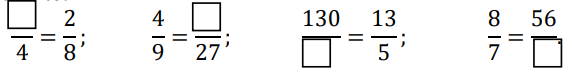 □/4 = 2/8; 4/9 = □/27; 130/□ = 13/5; 8/7 = 56/□.